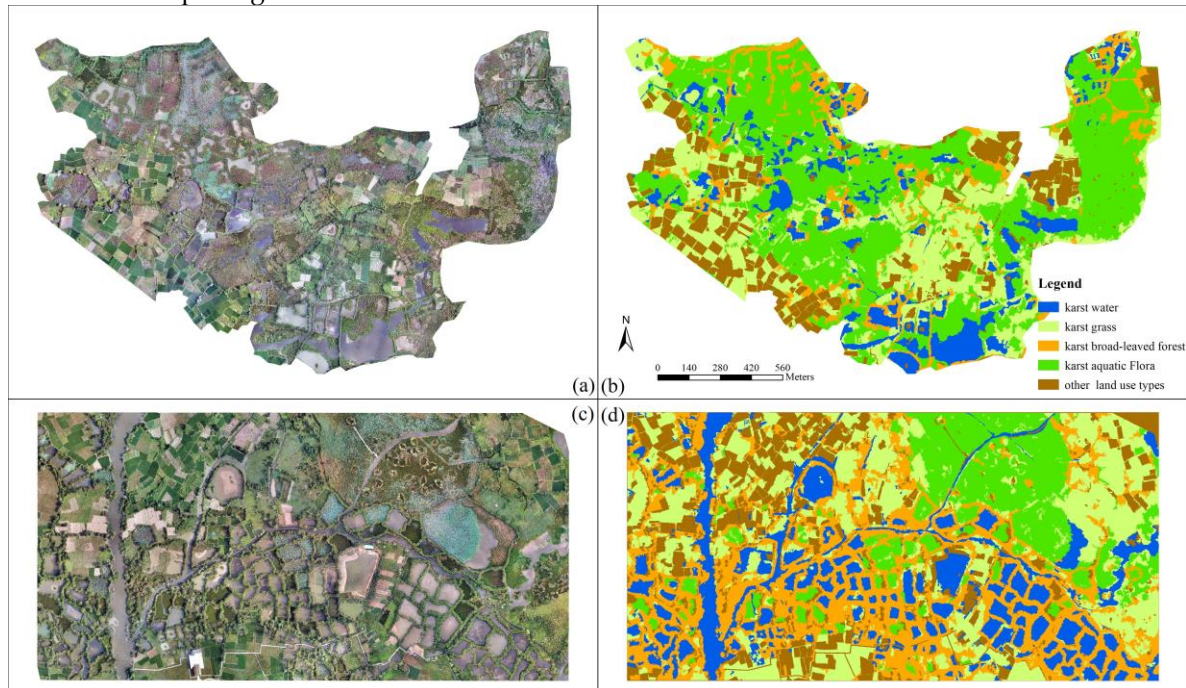 (a)
(b)
N
0 140 280 420 560
Meters
Legend
karst water
karst grass
karst broad-leaved forest
karst aquatic Flora
other land use types
(c)
(d)